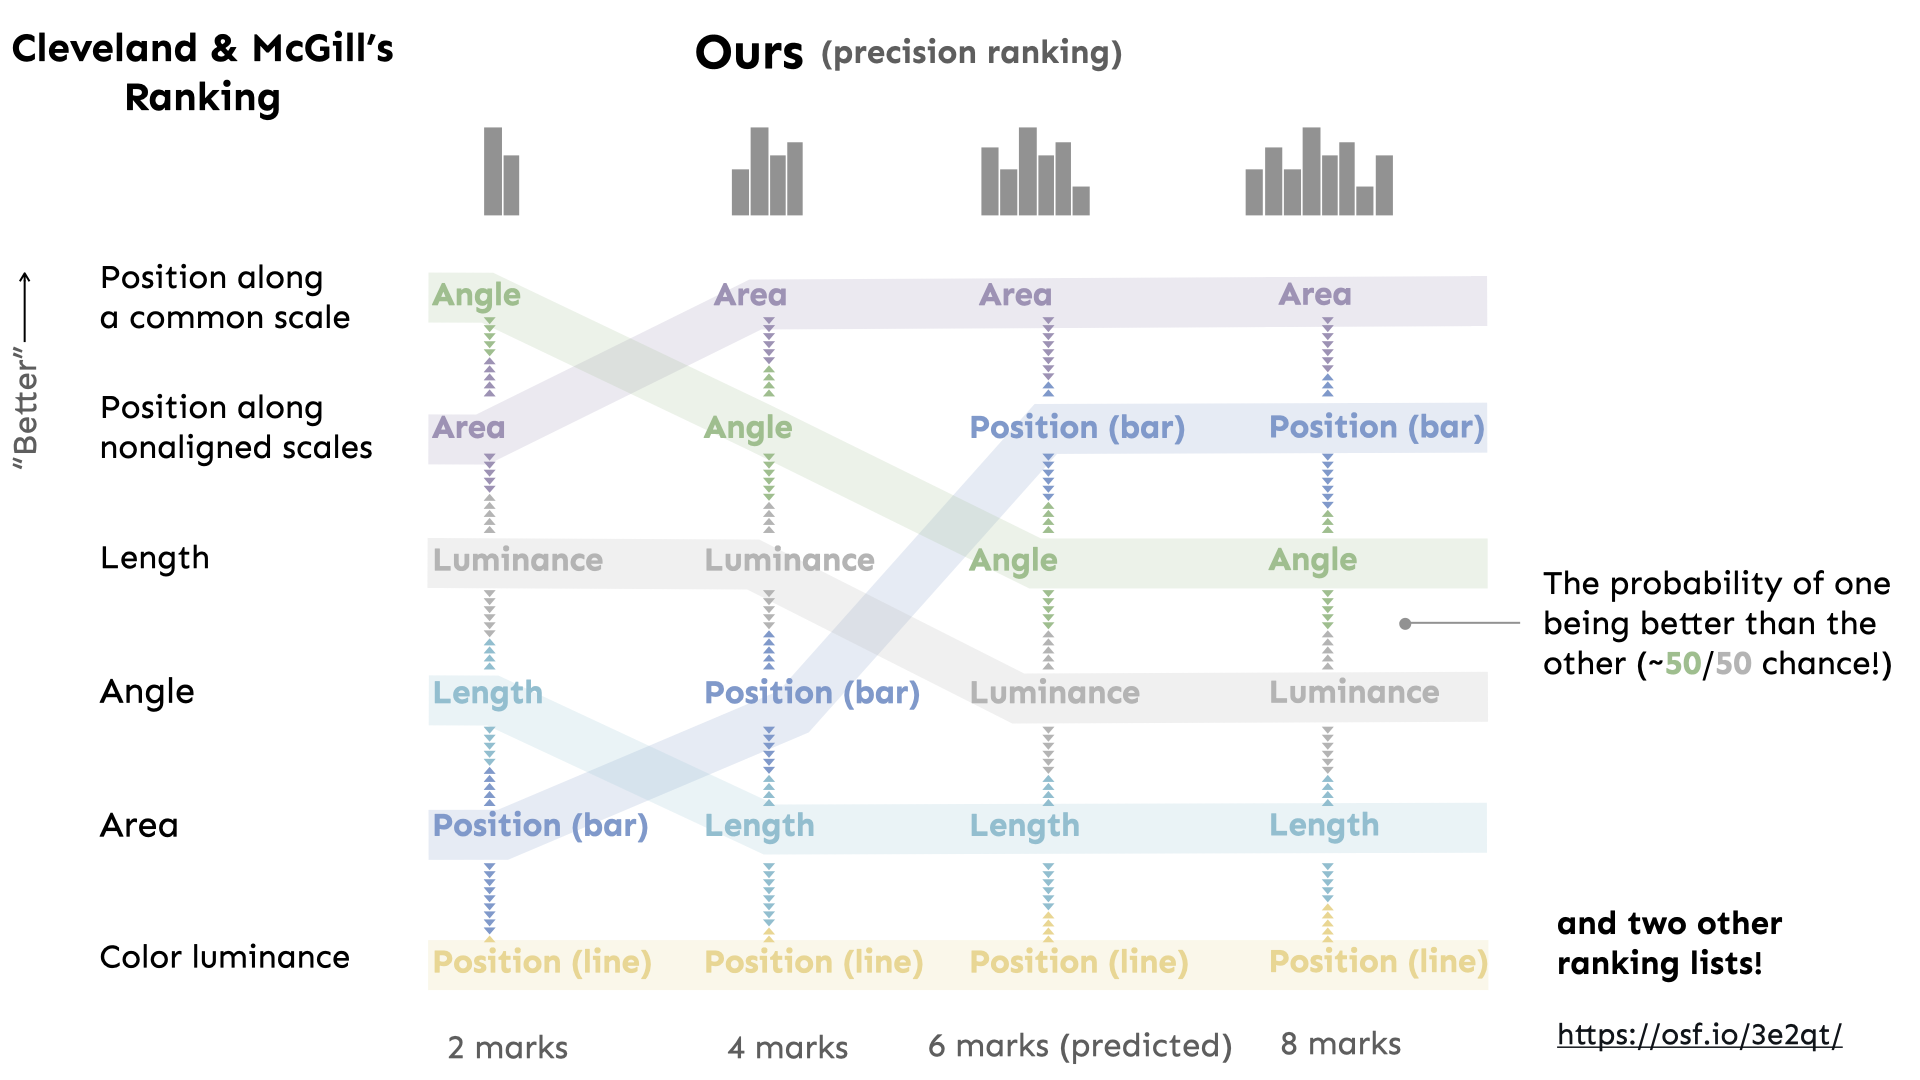 Cleveland & McGill’s
Ranking
Ours (precision ranking)
“Better”
Position along
a common scale
Angle
Area
Area
Area
Position along
nonaligned scales
Area
Angle
Position (bar)
Position (bar)
Length
Luminance
Luminance
Angle
Angle
The probability of one
being better than the
other (~50/50 chance!)
Angle
Length
Position (bar)
Luminance
Luminance
Area
Position (bar)
Length
Length
Length
Color luminance
Position (line)
Position (line)
Position (line)
Position (line)
and two other
ranking lists!
https://osf.io/3e2qt/
2 marks
4 marks
6 marks (predicted)
8 marks